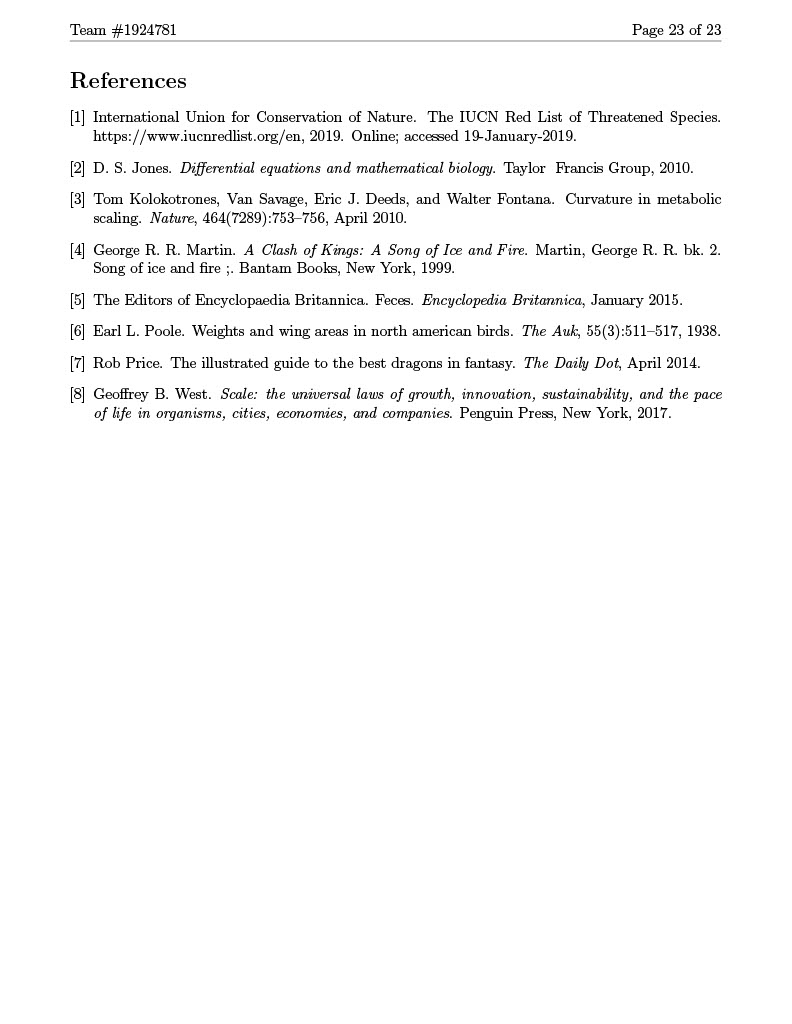 Team #1924781 Page 23 of 23
References
[1] International Union for Conservation of Nature. The IUCN Red List of Threatened Species.
https://www.iucnredlist.org/en, 2019. Online; accessed 19-January-2019.
[2] D. S. Jones. Differential equations and mathematical biology. Taylor Francis Group, 2010.
[3] Tom Kolokotrones, Van Savage, Eric J. Deeds, and Walter Fontana. Curvature in metabolic
scaling. Nature, 464(7289):753–756, April 2010.
[4] George R. R. Martin. A Clash of Kings: A Song of Ice and Fire. Martin, George R. R. bk. 2.
Song of ice and fire ;. Bantam Books, New York, 1999.
[5] The Editors of Encyclopaedia Britannica. Feces. Encyclopedia Britannica, January 2015.
[6] Earl L. Poole. Weights and wing areas in north american birds. The Auk, 55(3):511–517, 1938.
[7] Rob Price. The illustrated guide to the best dragons in fantasy. The Daily Dot, April 2014.
[8] Geoffrey B. West. Scale: the universal laws of growth, innovation, sustainability, and the pace
of life in organisms, cities, economies, and companies. Penguin Press, New York, 2017.